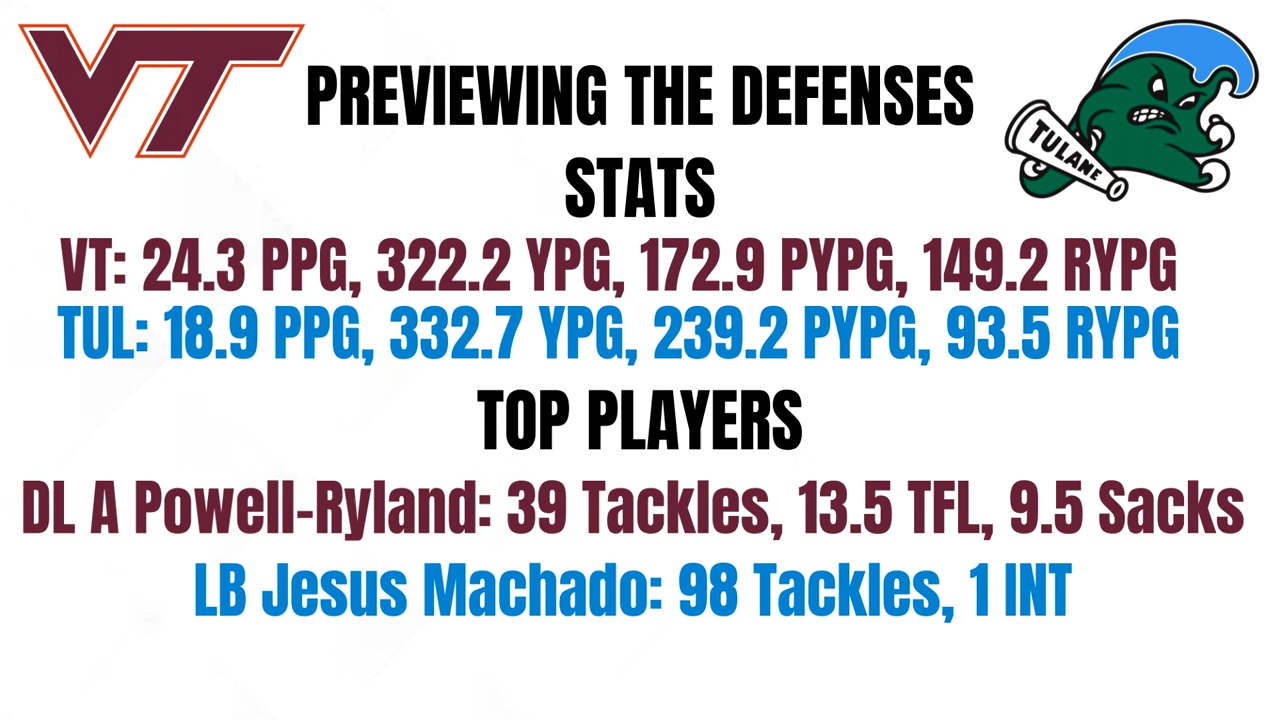 VT
PREVIEWING THE DEFENSES
TULANE
STATS
VT: 24.3 PPG, 322.2 YPG, 172.9 PYPG, 149.2 RYPG
TUL: 18.9 PPG, 332.7 YPG, 239.2 PYPG, 93.5 RYPG
TOP PLAYERS
DL A Powell-Ryland: 39 Tackles, 13.5 TFL, 9.5 Sacks
LB Jesus Machado: 98 Tackles, 1 INT